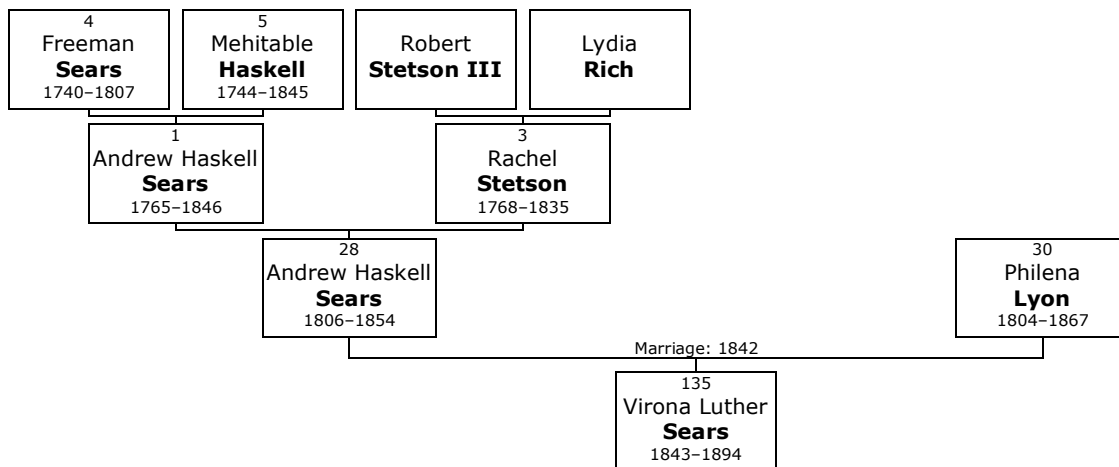 4
Freeman
Sears
1740–1807
5
Mehitable
Haskell
1744–1845
Robert
Stetson III
Lydia
Rich
1
Andrew Haskell
Sears
1765–1846
3
Rachel
Stetson
1768–1835
28
Andrew Haskell
Sears
1806–1854
30
Philena
Lyon
1804–1867
Marriage: 1842
135
Virona Luther
Sears
1843–1894